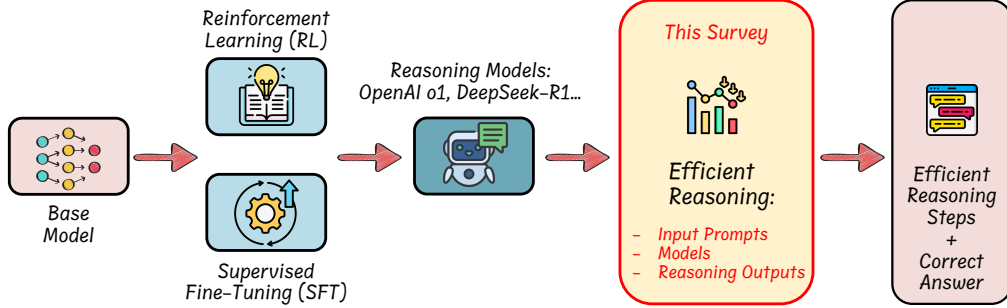 Base
Model
Reinforcement
Learning (RL)
Supervised
Fine-Tuning (SFT)
Reasoning Models:
OpenAI o1, DeepSeek-R1...
This Survey
Efficient
Reasoning:
- Input Prompts
- Models
- Reasoning Outputs
Efficient
Reasoning
Steps
+
Correct
Answer